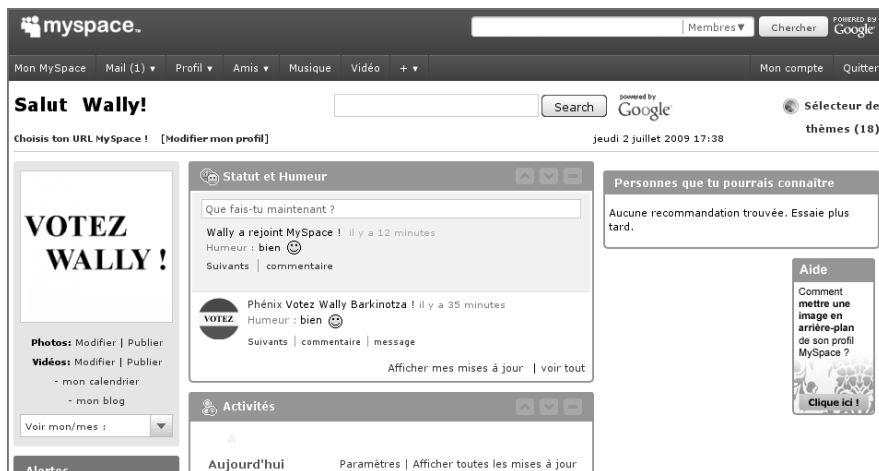 myspace.
Membres▼ Chercher POWERED BY Google
Mon MySpace Mail (1) ▾ Profil ▾ Amis ▾ Musique Vidéo + ▾ Mon compte Quitter
Salut Wally!
Search powered by Google
Sélecteur de
thèmes (18)
Choisis ton URL MySpace ! [Modifier mon profil]
jeudi 2 juillet 2009 17:38
VOTEZ
WALLY !
Photos: Modifier | Publier
Vidéos: Modifier | Publier
- mon calendrier
- mon blog
Voir mon/mes :
Alertes
Statut et Humeur
Que fais-tu maintenant ?
Wally a rejoint MySpace ! il y a 12 minutes
Humeur : bien
Suivants | commentaire
VOTEZ
Phénix Votez Wally Barkinotza ! il y a 35 minutes
Humeur : bien
Suivants | commentaire | message
Afficher mes mises à jour | voir tout
Activités
Aujourd'hui
Paramètres | Afficher toutes les mises à jour
Personnes que tu pourrais connaître
Aucune recommandation trouvée. Essaie plus
tard.
Aide
Comment
mettre une
image en
arrière-plan
de son profil
MySpace ?
Clique ici !